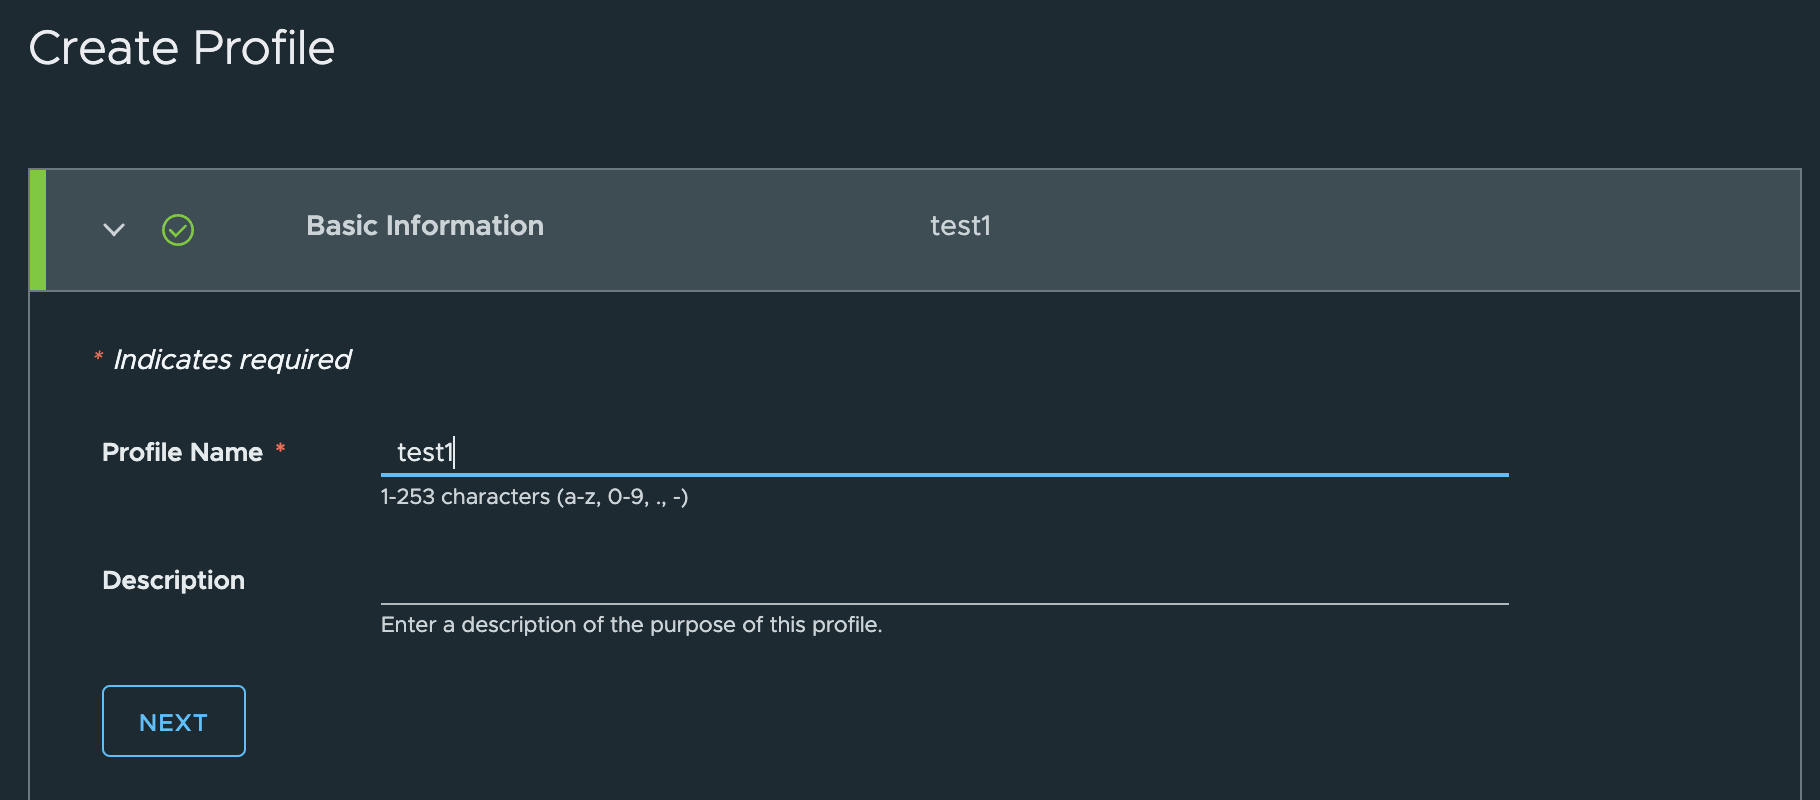 Create Profile
Basic Information test1
* Indicates required
Profile Name * test1
1-253 characters (a-z, 0-9, ., -)
Description
Enter a description of the purpose of this profile.
NEXT